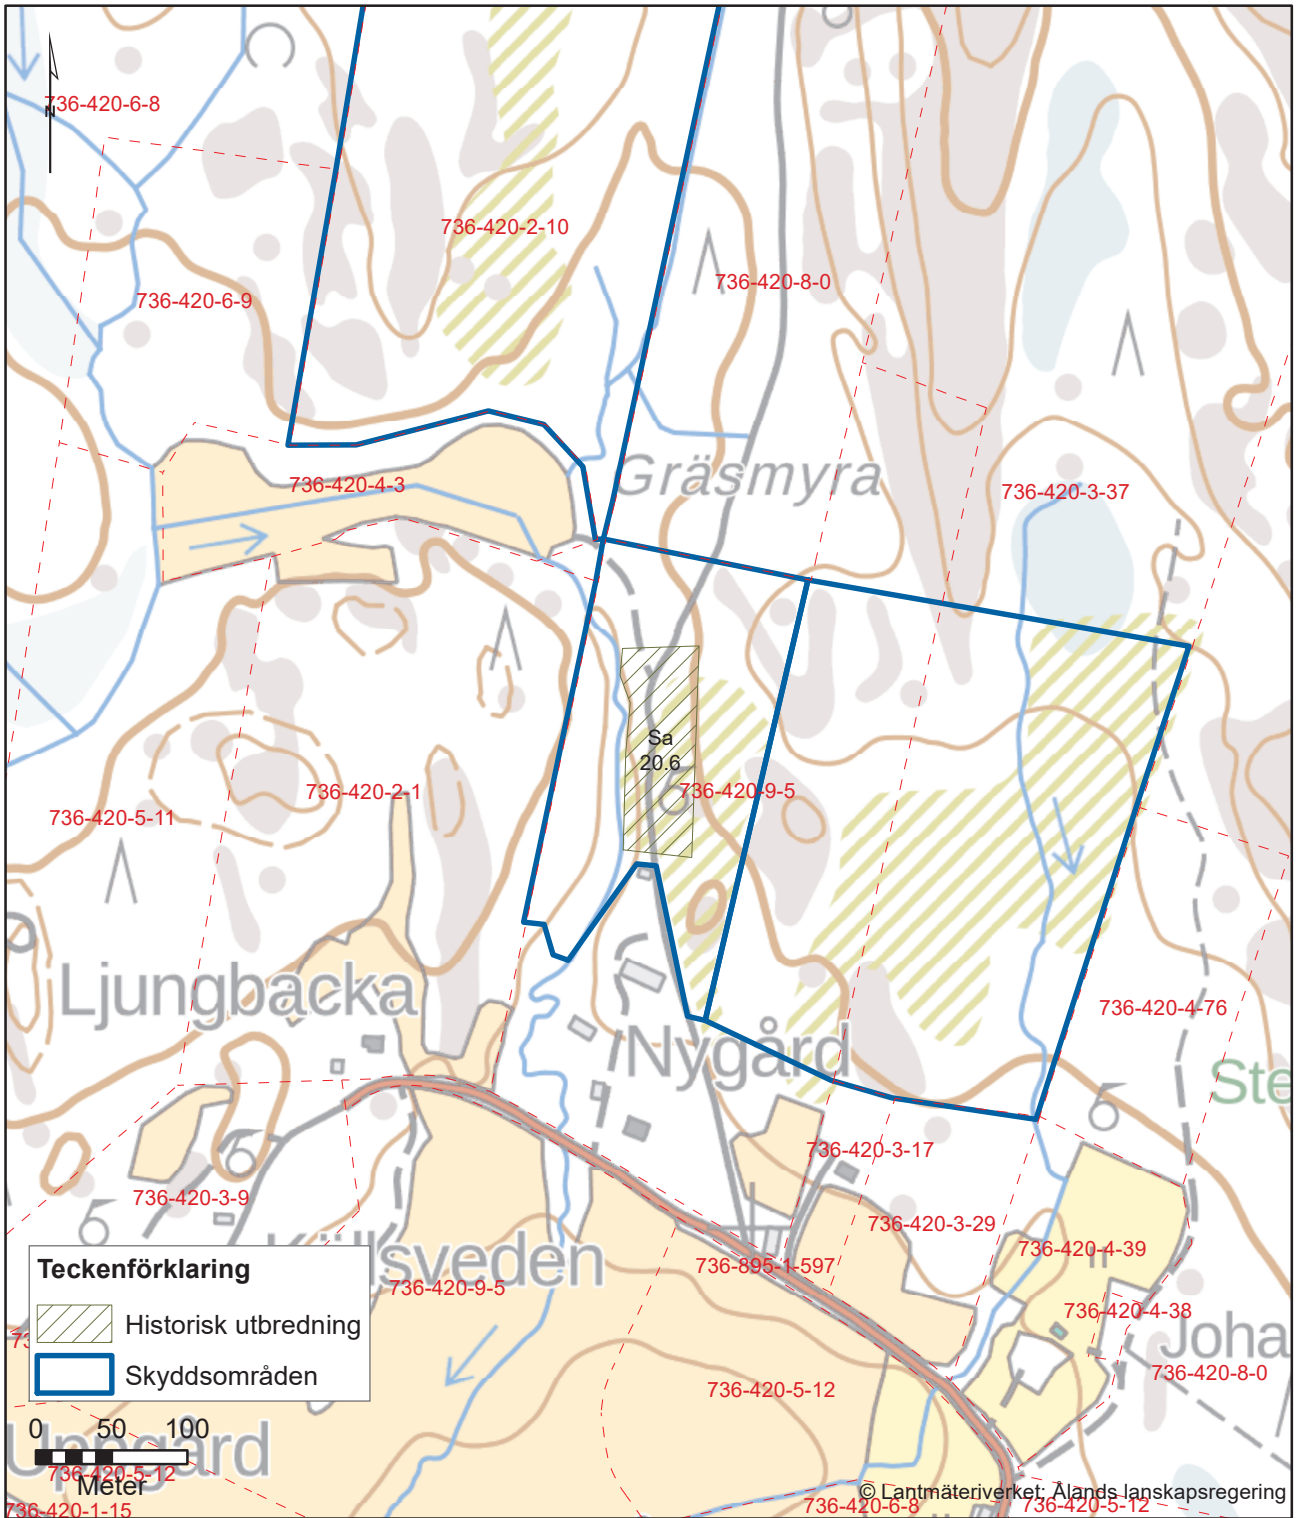 N
736-420-6-8
736-420-2-10
736-420-8-0
736-420-6-9
Gräsmyra
736-420-4-3
736-420-3-37
Sa
20.6
736-420-9-5
736-420-2-1
736-420-5-11
Ljungbacka
736-420-4-76
Nygård
Ste
736-420-3-17
736-420-3-9
736-420-3-29
736-420-4-39
Källsveden
736-895-1-597
736-420-9-5
736-420-4-38
Joha
736-420-8-0
736-420-5-12
Teckenförklaring
Historisk utbredning
Skyddsområden
0 50 100
Meter
Uppgård
736-420-5-12
736-420-1-15
736-420-6-8
736-420-5-12
© Lantmäteriverket; Ålands lanskapsregering